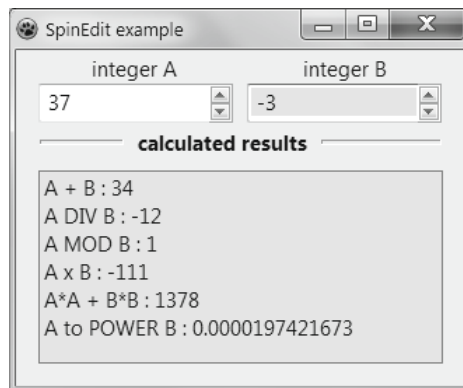 SpinEdit example
integer A integer B
37 -3
calculated results
A + B : 34
A DIV B : -12
A MOD B : 1
A x B : -111
A*A + B*B : 1378
A to POWER B : 0.0000197421673